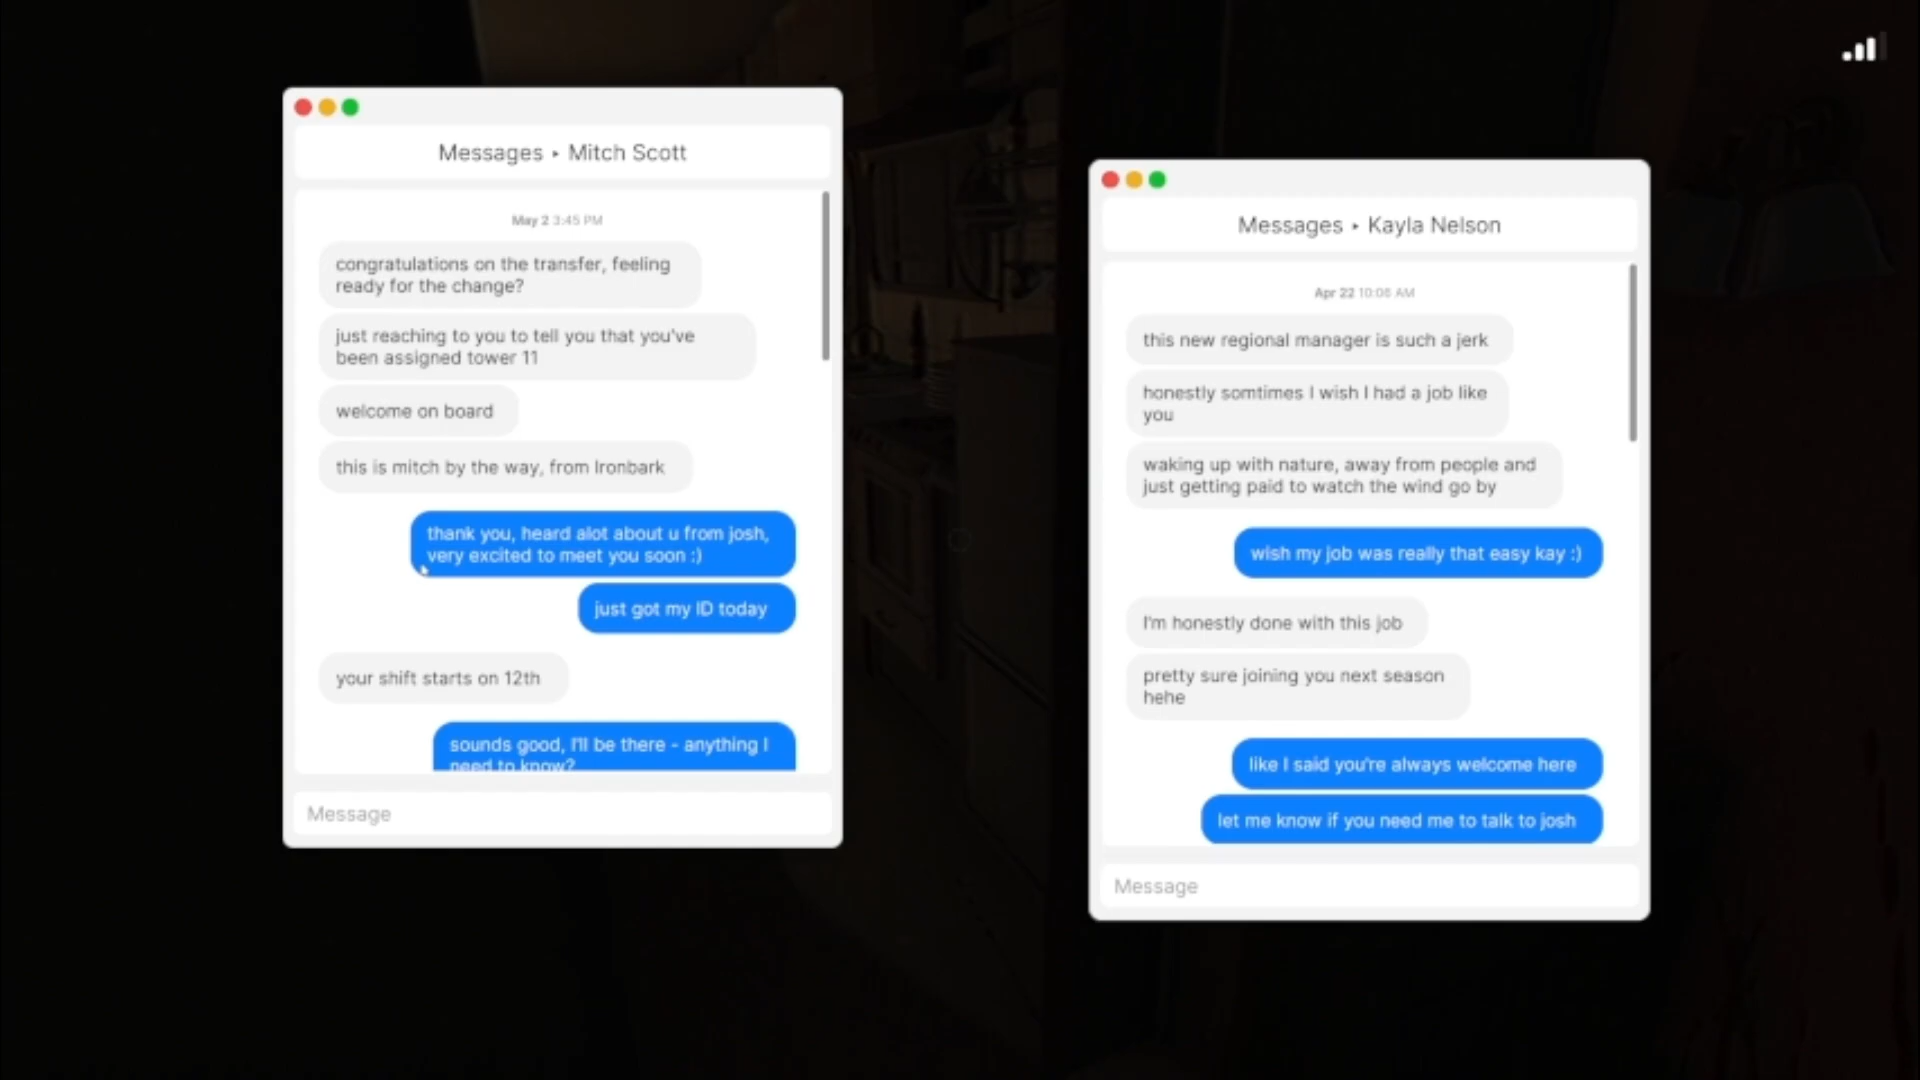 Messages ‣ Mitch Scott
May 2 3:45 PM
congratulations on the transfer, feeling
ready for the change?
just reaching to you to tell you that you've
been assigned tower 11
welcome on board
this is mitch by the way, from Ironbark
thank you, heard alot about u from josh,
very excited to meet you soon :)
just got my ID today
your shift starts on 12th
sounds good, I'll be there - anything I
need to know?
Message
Messages ‣ Kayla Nelson
Apr 22 10:06 AM
this new regional manager is such a jerk
honestly somtimes I wish I had a job like
you
waking up with nature, away from people and
just getting paid to watch the wind go by
wish my job was really that easy kay :)
I'm honestly done with this job
pretty sure joining you next season
hehe
like I said you're always welcome here
let me know if you need me to talk to josh
Message